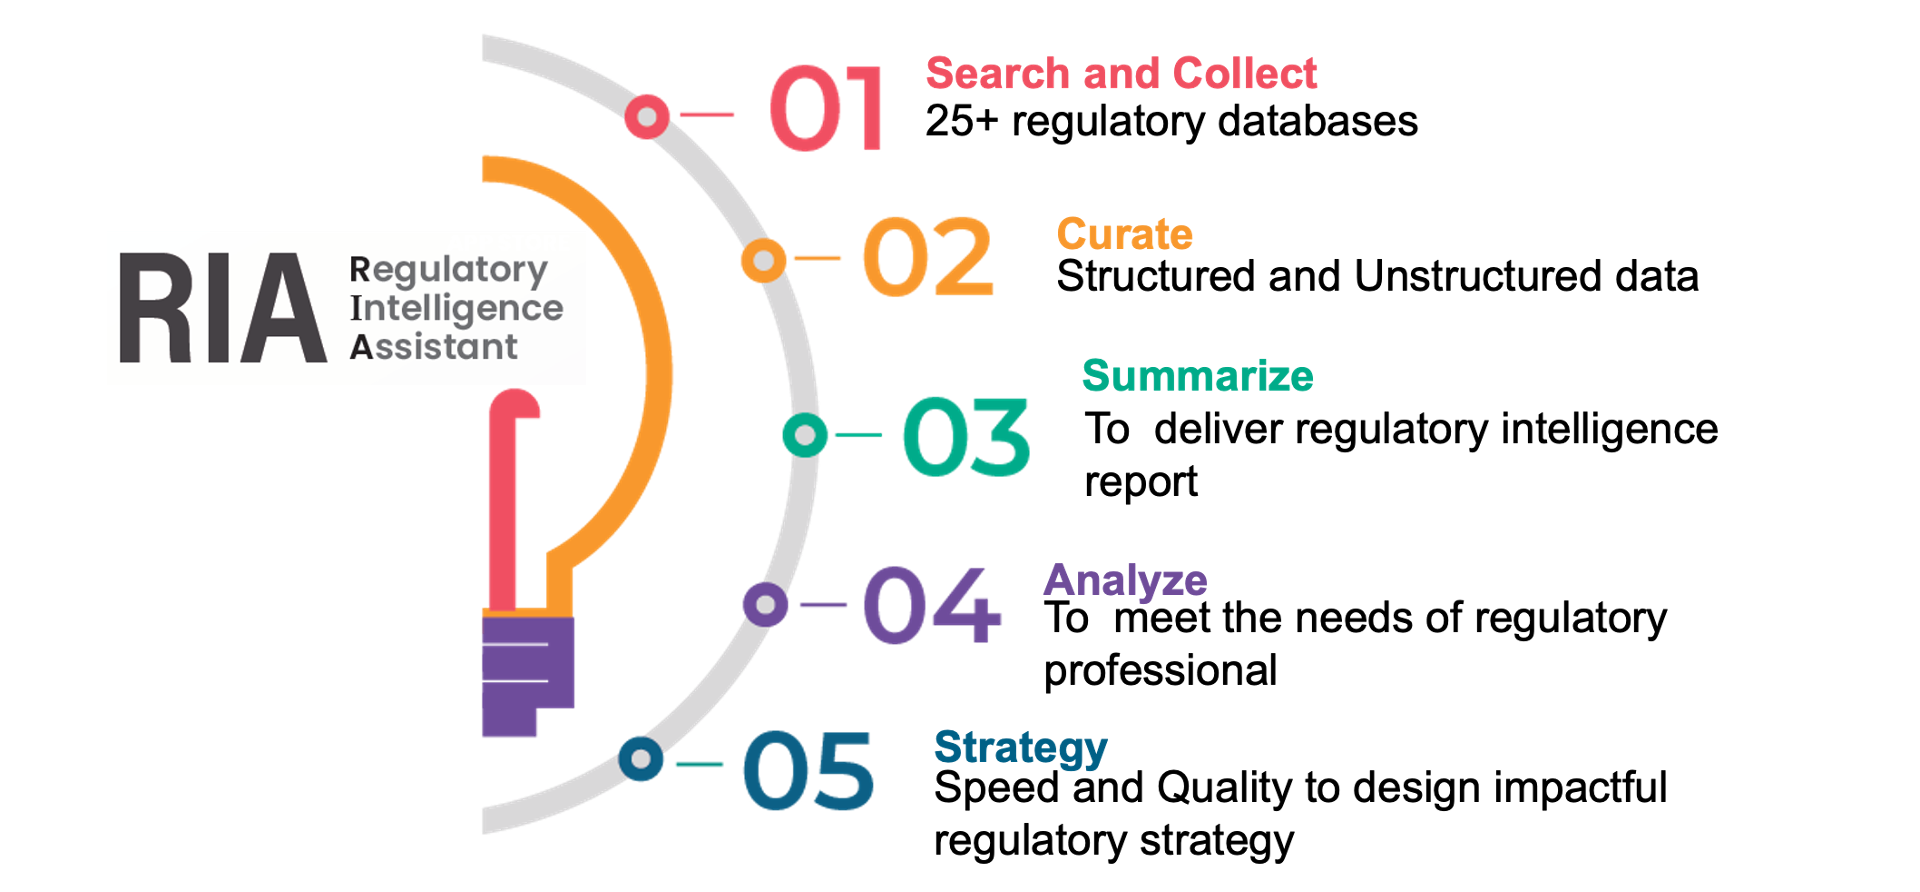 RIA
Regulatory
Intelligence
Assistant
01
Search and Collect
25+ regulatory databases
02
Curate
Structured and Unstructured data
03
Summarize
To  deliver regulatory intelligence
report
04
Analyze
To  meet the needs of regulatory
professional
05
Strategy
Speed and Quality to design impactful
regulatory strategy